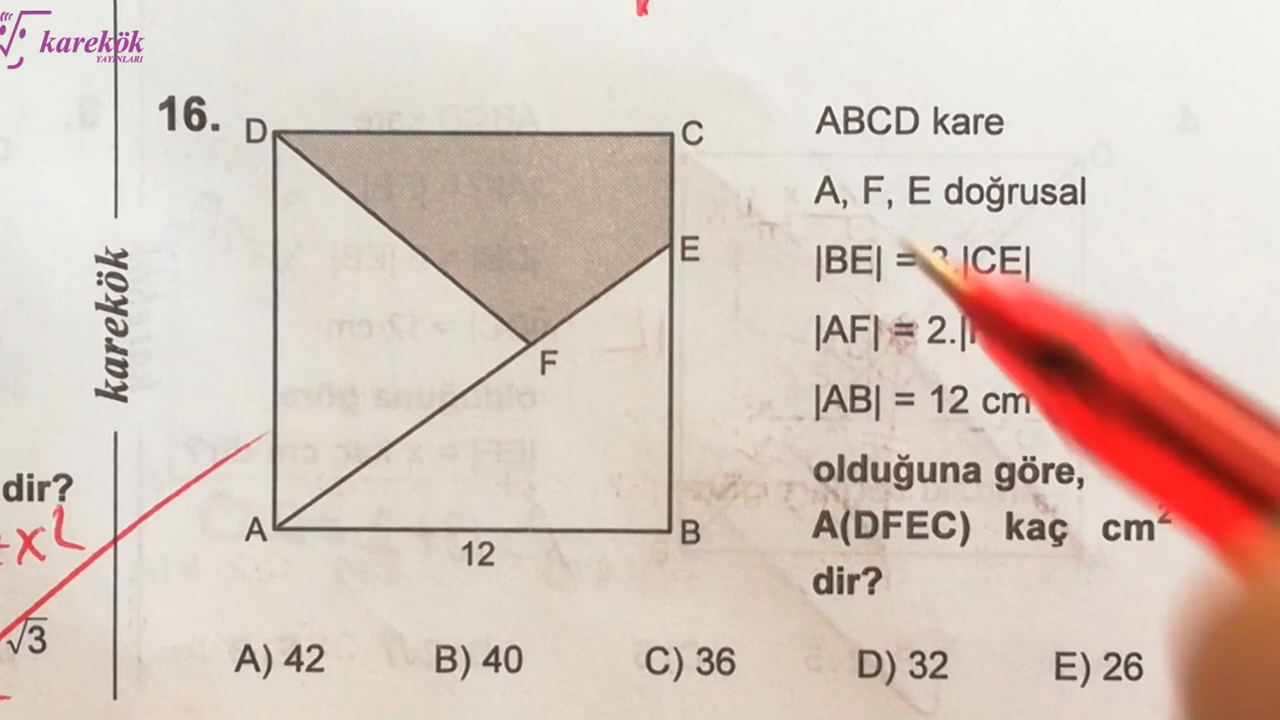 karekök
YAYINLARI
karekök
16.
D
C
E
F
A
B
12
ABCD kare
A, F, E doğrusal
|BE| = .|CE|
|AF| = 2.|
|AB| = 12 cm
olduğuna göre,
A(DFEC) kaç cm²
dir?
A) 42 B) 40 C) 36 D) 32 E) 26
dir?
x²
√3